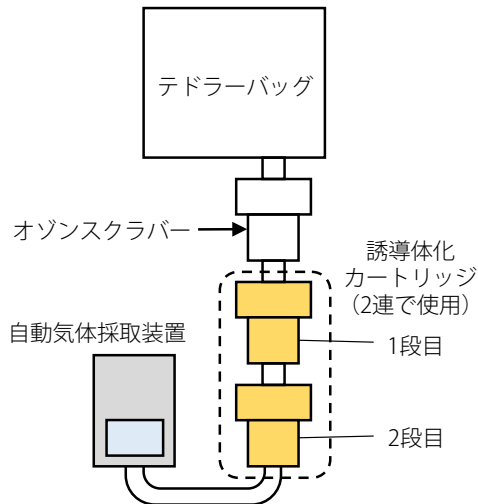 テドラーバッグ
オゾンスクラバー
誘導体化
カートリッジ
（2連で使用）
自動気体採取装置
1段目
2段目